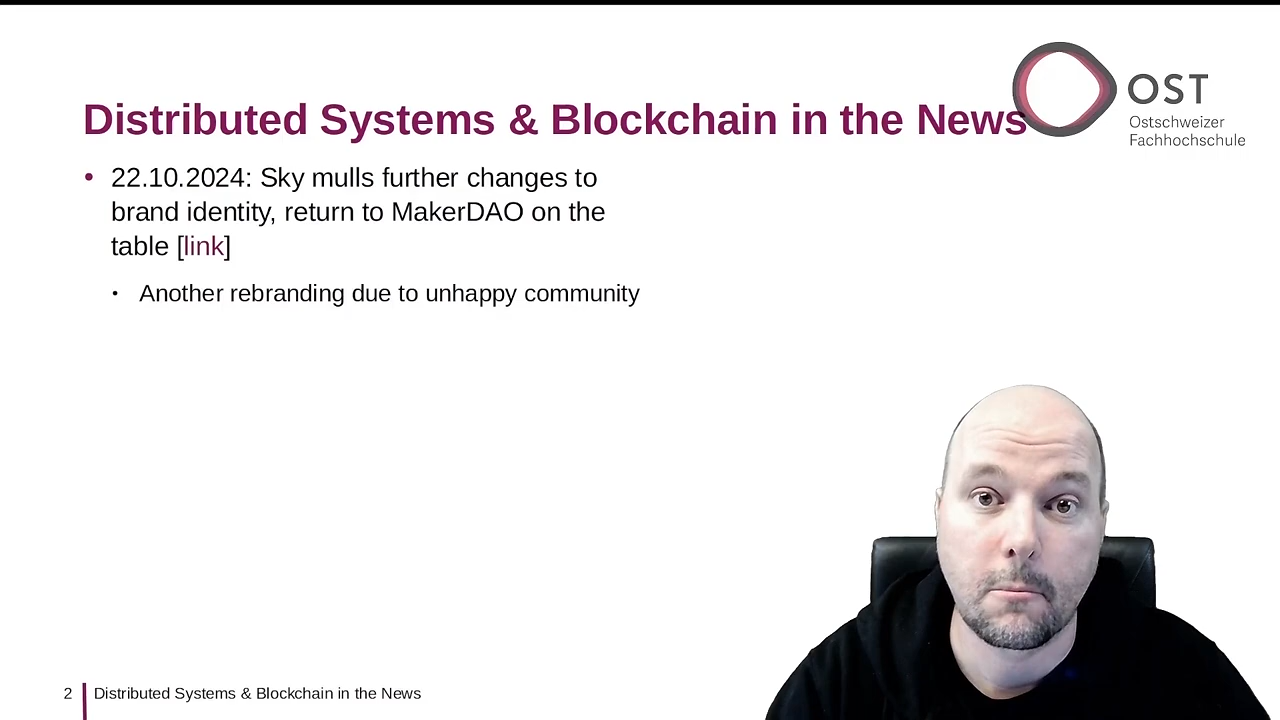 Distributed Systems & Blockchain in the News
OST
Ostschweizer
Fachhochschule
• 22.10.2024: Sky mulls further changes to
brand identity, return to MakerDAO on the
table [link]
• Another rebranding due to unhappy community
2 Distributed Systems & Blockchain in the News